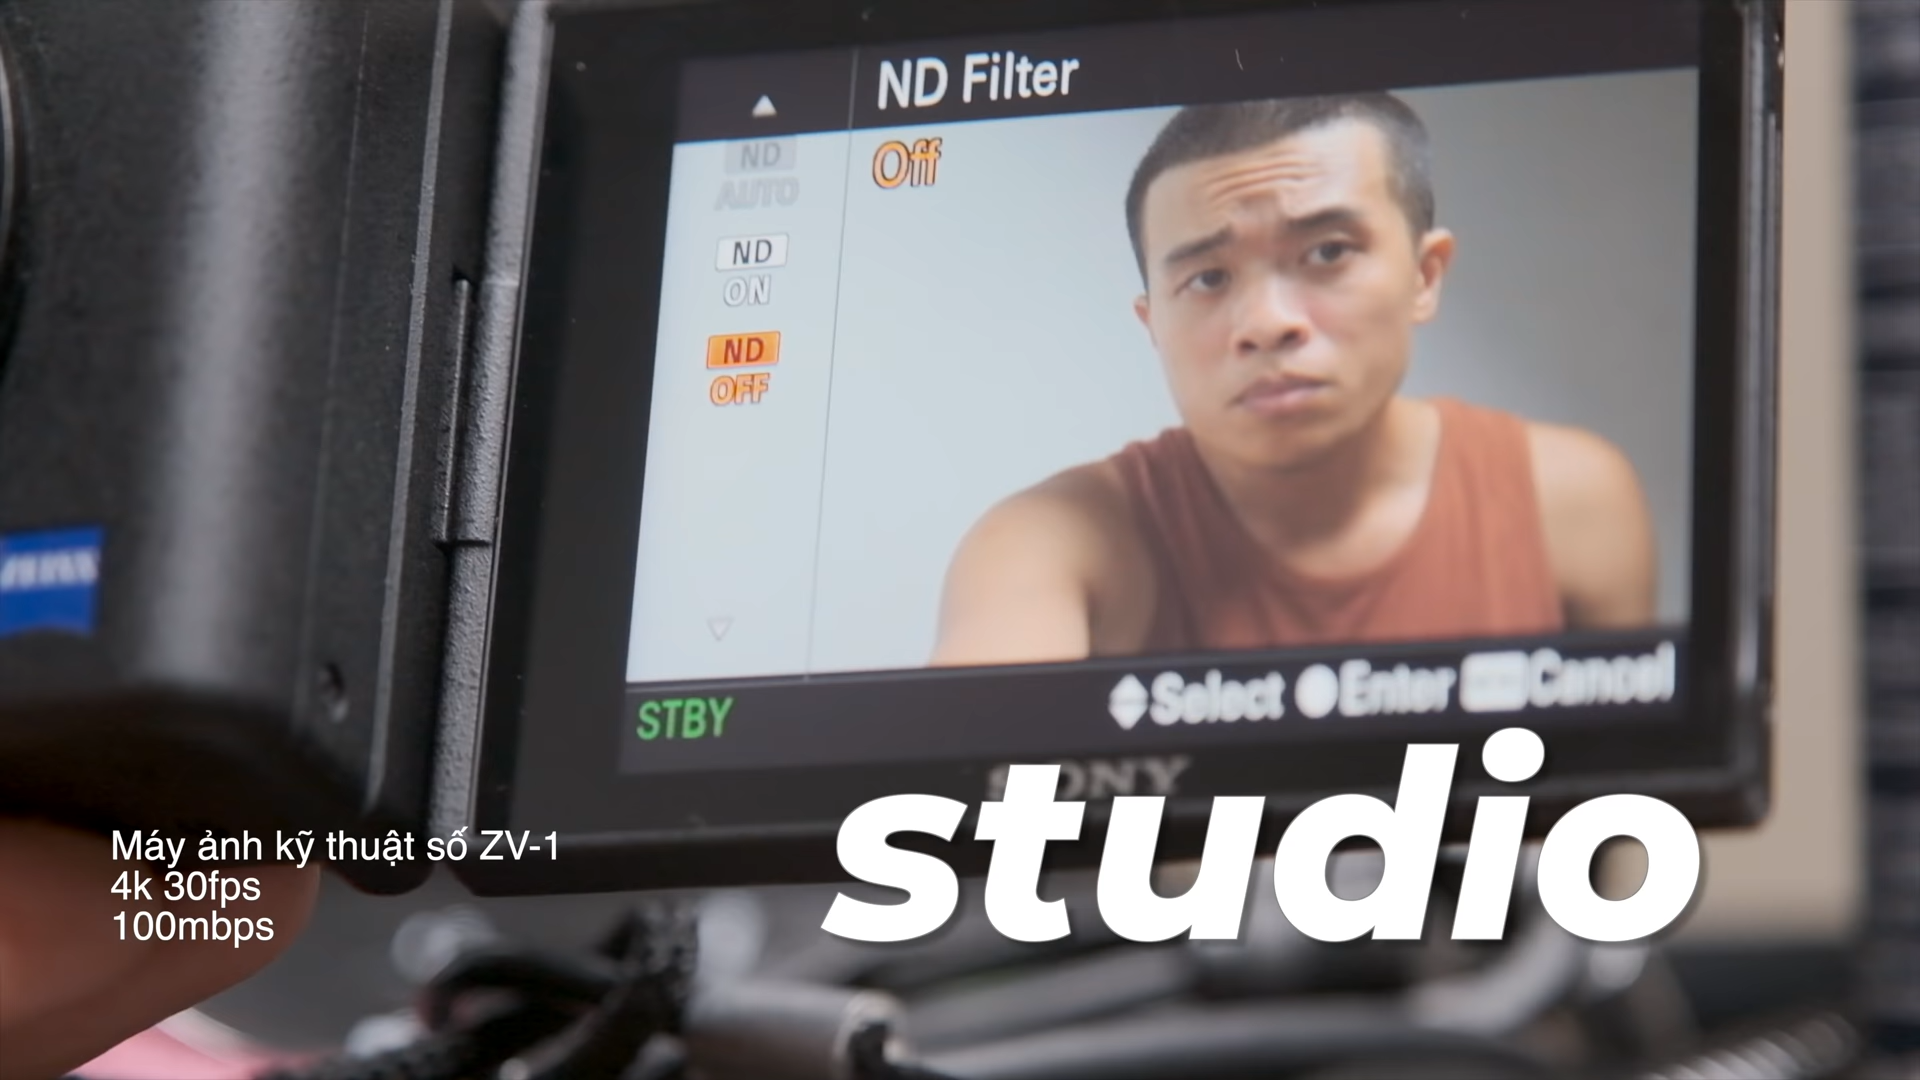 ND Filter
ND
AUTO
Off
ND
ON
ND
OFF
ZEISS
STBY
Select Enter Cancel
SONY
studio
Máy ảnh kỹ thuật số ZV-1
4k 30fps
100mbps